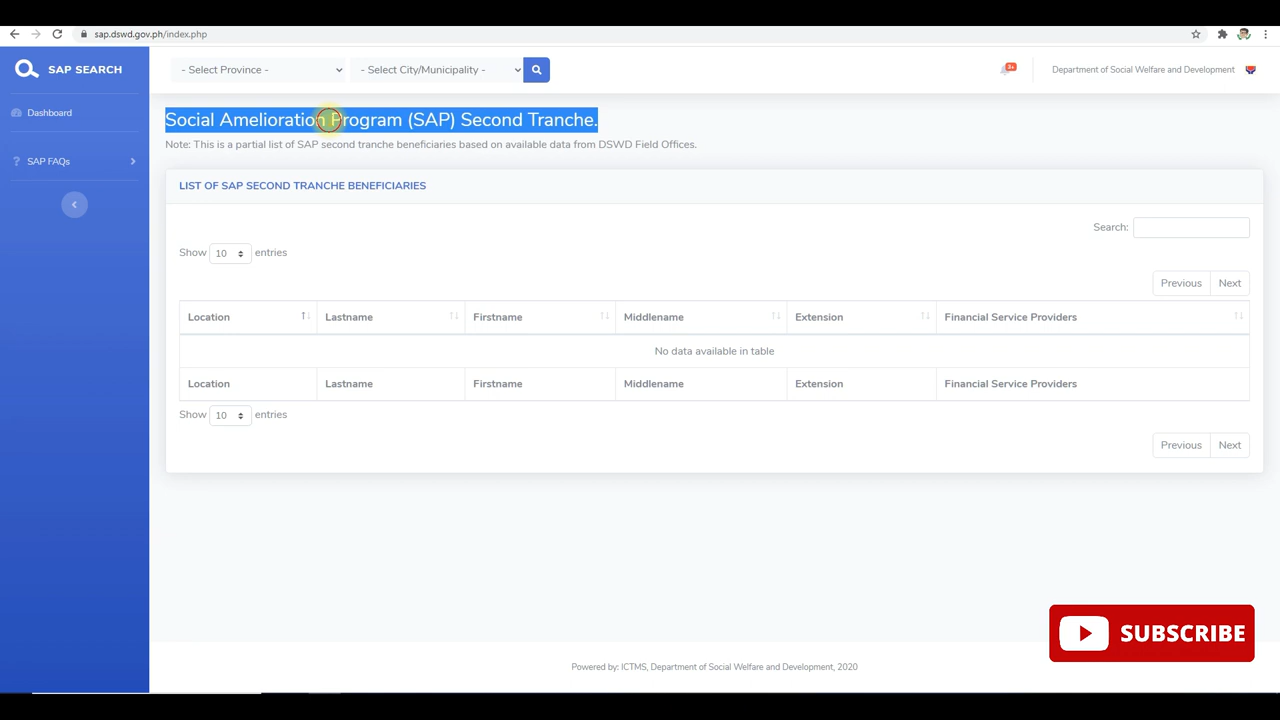 sap.dswd.gov.ph/index.php
SAP SEARCH
- Select Province -
- Select City/Municipality -
3+
Department of Social Welfare and Development
Dashboard
SAP FAQs
Social Amelioration Program (SAP) Second Tranche.
Note: This is a partial list of SAP second tranche beneficiaries based on available data from DSWD Field Offices.
LIST OF SAP SECOND TRANCHE BENEFICIARIES
Search:
Show 10 entries
Previous Next
Location Lastname Firstname Middlename Extension Financial Service Providers
No data available in table
Location Lastname Firstname Middlename Extension Financial Service Providers
Show 10 entries
Previous Next
SUBSCRIBE
Powered by: ICTMS, Department of Social Welfare and Development, 2020